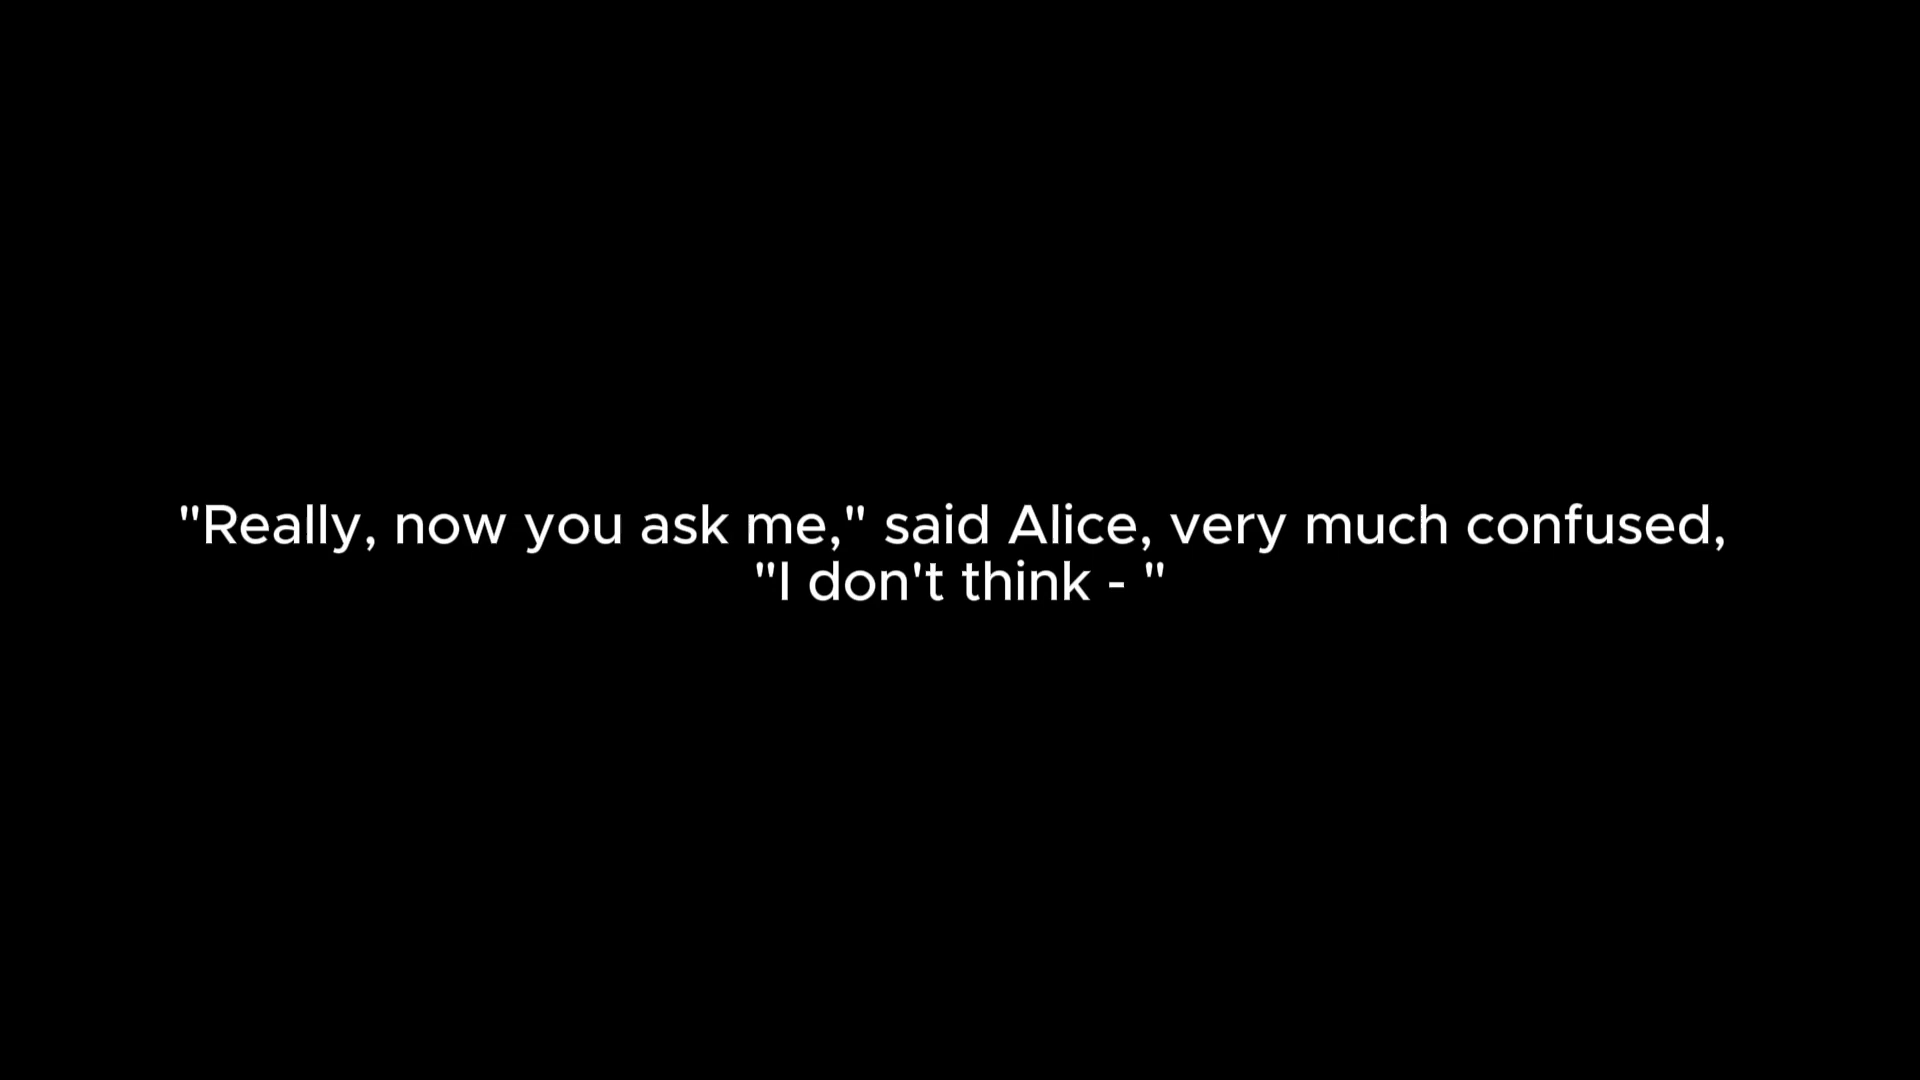 "Really, now you ask me," said Alice, very much confused,
"I don't think - "